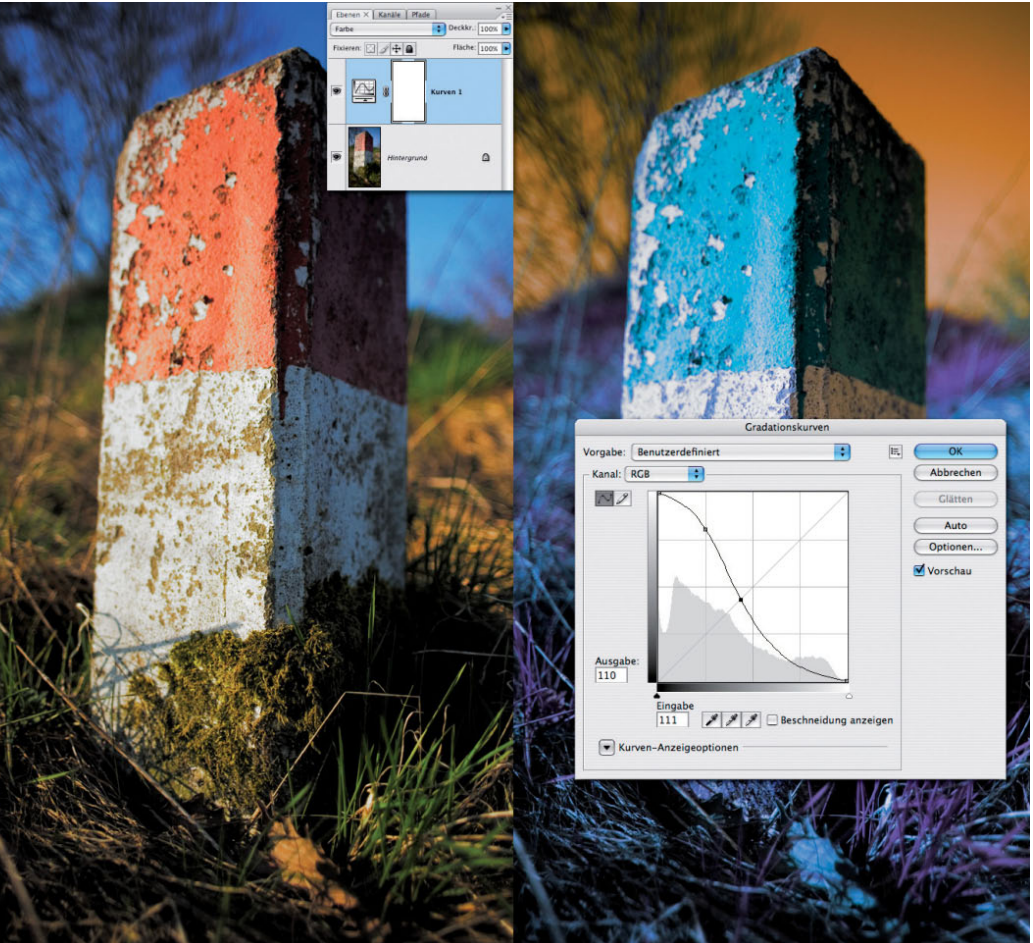 Ebenen × Kanäle Pfade
Farbe Deckkr.: 100%
Fixieren: Fläche: 100%
Kurven 1
Hintergrund
Gradationskurven
Vorgabe: Benutzerdefiniert
OK
Kanal: RGB
Abbrechen
Glätten
Auto
Optionen...
Vorschau
Ausgabe:
110
Eingabe
111
Beschneidung anzeigen
Kurven-Anzeigeoptionen